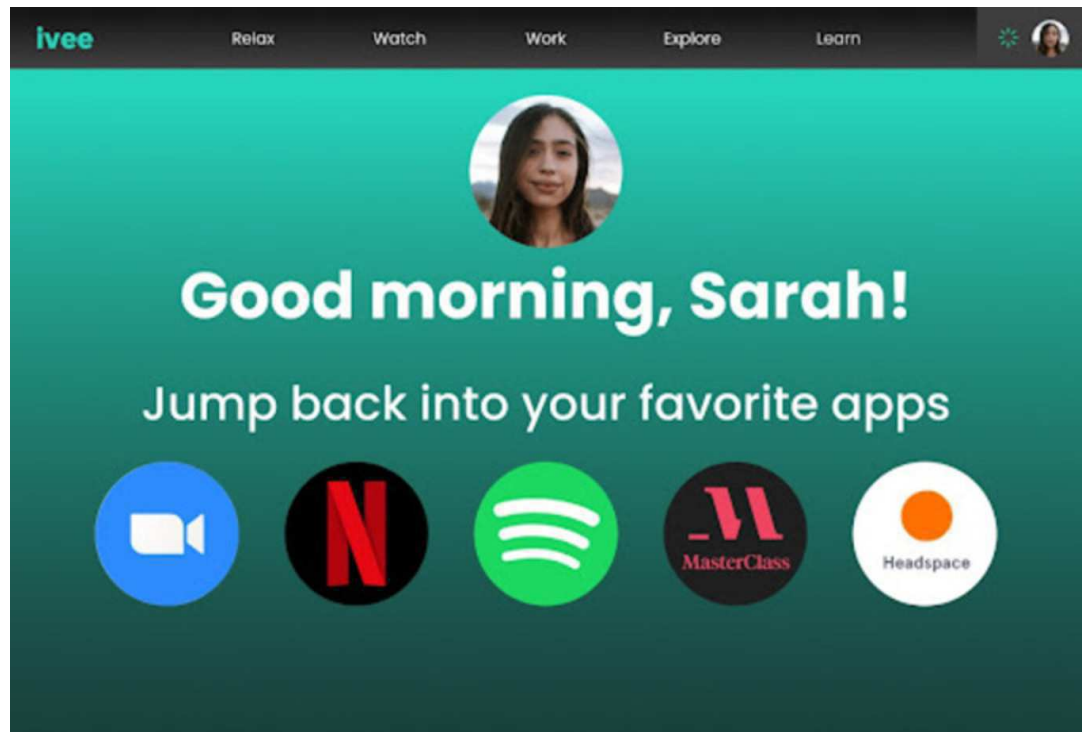 ivee Relax Watch Work Explore Learn
Good morning, Sarah!
Jump back into your favorite apps
N
MasterClass
Headspace